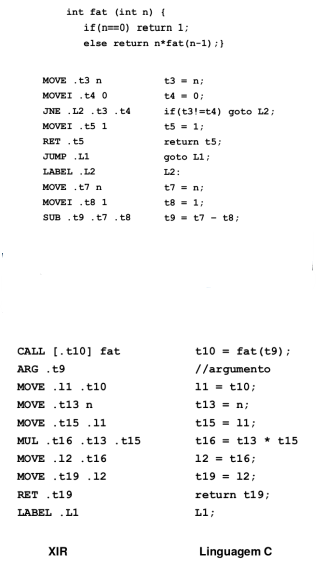 int fat (int n) {
if(n==0) return 1;
else return n*fat(n-1);}
MOVE .t3 n t3 = n;
MOVEI .t4 0 t4 = 0;
JNE .L2 .t3 .t4 if(t3!=t4) goto L2;
MOVEI .t5 1 t5 = 1;
RET .t5 return t5;
JUMP .L1 goto L1;
LABEL .L2 L2:
MOVE .t7 n t7 = n;
MOVEI .t8 1 t8 = 1;
SUB .t9 .t7 .t8 t9 = t7 - t8;
CALL [.t10] fat t10 = fat(t9);
ARG .t9 //argumento
MOVE .l1 .t10 l1 = t10;
MOVE .t13 n t13 = n;
MOVE .t15 .l1 t15 = l1;
MUL .t16 .t13 .t15 t16 = t13 * t15
MOVE .l2 .t16 l2 = t16;
MOVE .t19 .l2 t19 = l2;
RET .t19 return t19;
LABEL .L1 L1;
XIR Linguagem C